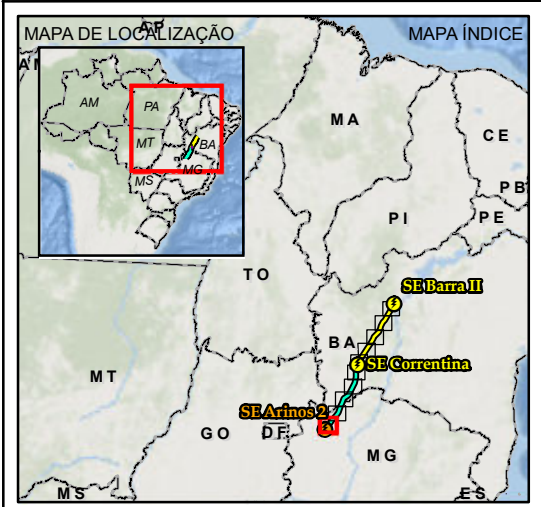 MAPA DE LOCALIZAÇÃO
MAPA ÍNDICE
AP
AM
PA
MT
BA
MG
MS
MA
CE
PB
PI
PE
TO
SE Barra II
BA
SE Correntina
MT
SE Arinos 2
GO
DF
MG
MS
ES